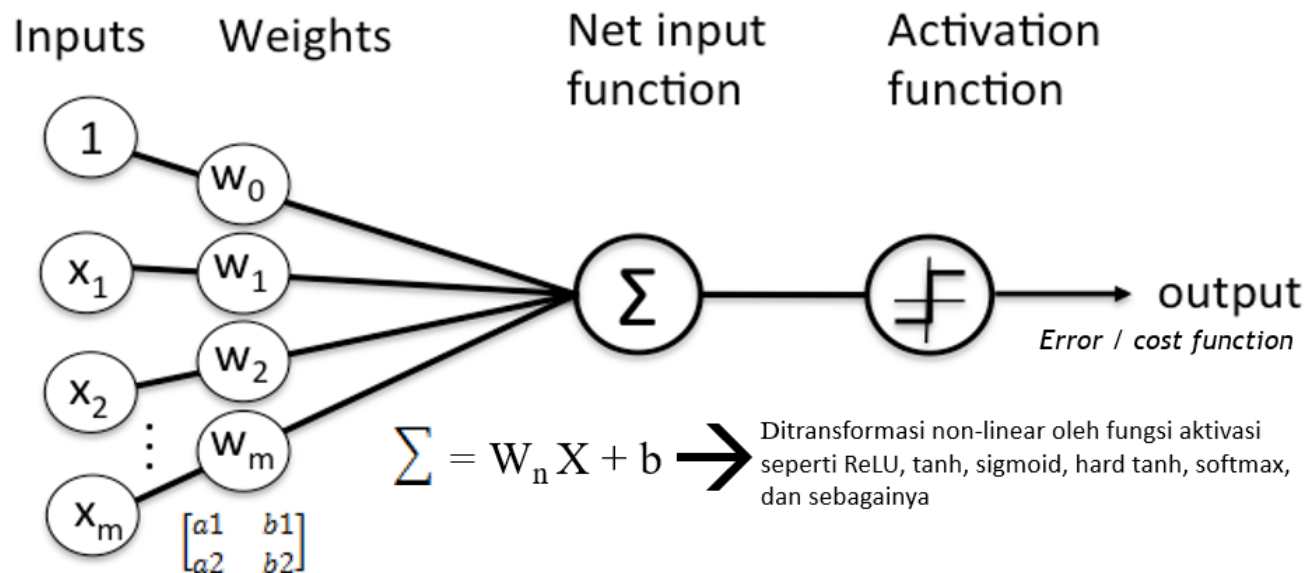 Inputs Weights Net input function Activation function
1
w0
x1
w1
x2
w2
⋮
wm
xm
Σ
output
Error / cost function
∑ = Wn X + b → Ditransformasi non-linear oleh fungsi aktivasi
seperti ReLU, tanh, sigmoid, hard tanh, softmax,
dan sebagainya
[a1 b1]
[a2 b2]